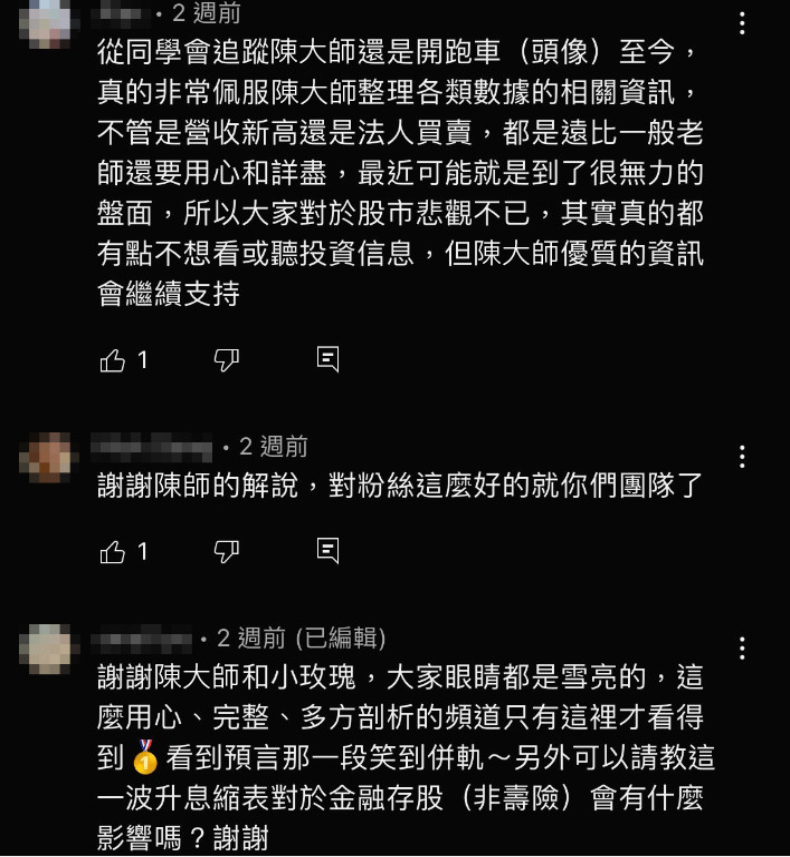 · 2 週前
從同學會追蹤陳大師還是開跑車（頭像）至今，
真的非常佩服陳大師整理各類數據的相關資訊，
不管是營收新高還是法人買賣，都是遠比一般老
師還要用心和詳盡，最近可能就是到了很無力的
盤面，所以大家對於股市悲觀不已，其實真的都
有點不想看或聽投資信息，但陳大師優質的資訊
會繼續支持
1
· 2 週前
謝謝陳師的解說，對粉絲這麼好的就你們團隊了
1
· 2 週前 (已編輯)
謝謝陳大師和小玫瑰，大家眼睛都是雪亮的，這
麼用心、完整、多方剖析的頻道只有這裡才看得
到🥇看到預言那一段笑到併軌～另外可以請教這
一波升息縮表對於金融存股（非壽險）會有什麼
影響嗎？謝謝